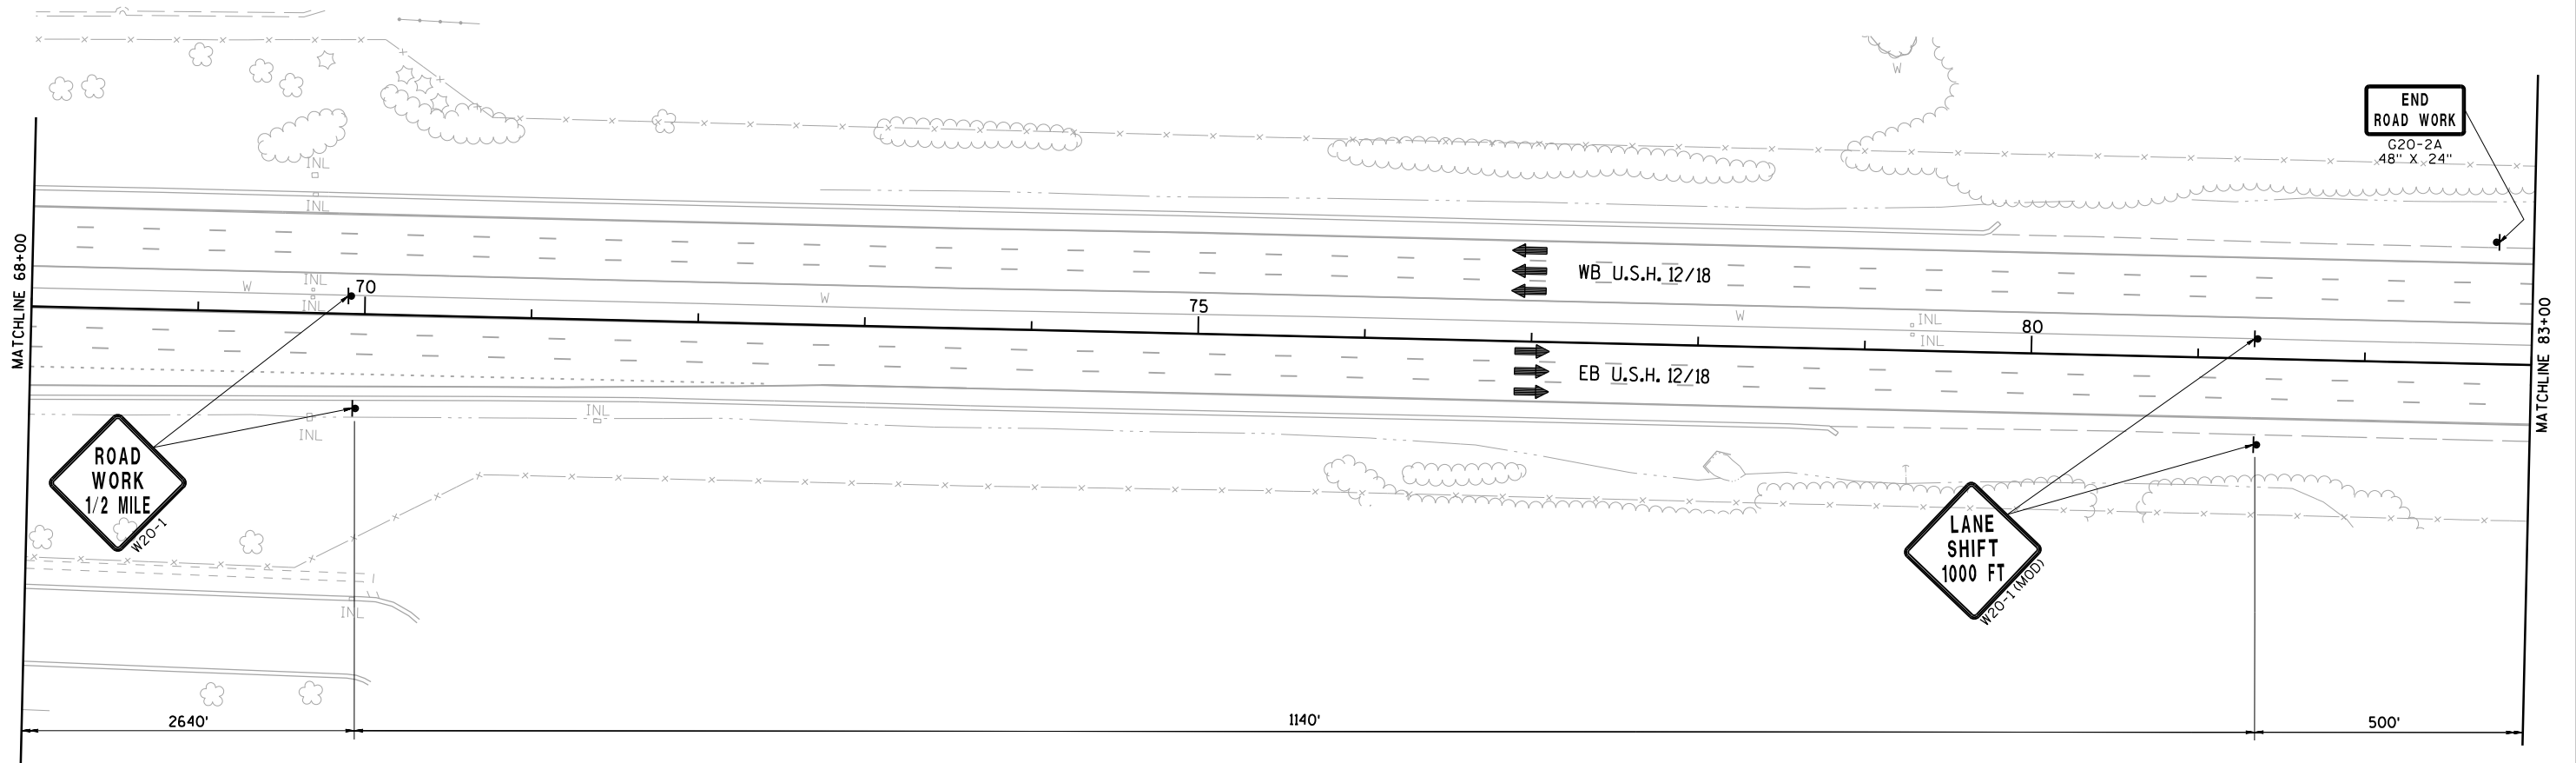 W
END
ROAD WORK
G20-2A
48" X 24"
INL
INL
MATCHLINE 68+00
W
INL
INL
70
W
75
WB U.S.H. 12/18
W
INL
INL
80
MATCHLINE 83+00
EB U.S.H. 12/18
INL
INL
ROAD
WORK
1/2 MILE
W20-1
LANE
SHIFT
1000 FT
W20-1 (MOD)
INL
2640'
1140'
500'